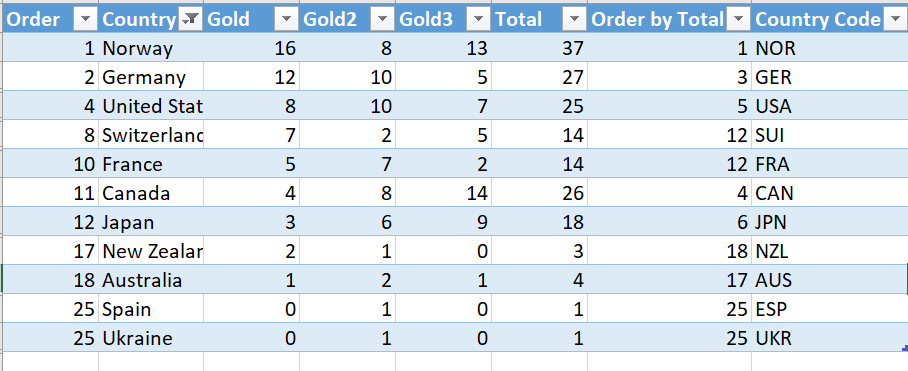 Order Country Gold Gold2 Gold3 Total Order by Total Country Code
1 Norway 16 8 13 37 1 NOR
2 Germany 12 10 5 27 3 GER
4 United Stat 8 10 7 25 5 USA
8 Switzerlanc 7 2 5 14 12 SUI
10 France 5 7 2 14 12 FRA
11 Canada 4 8 14 26 4 CAN
12 Japan 3 6 9 18 6 JPN
17 New Zealar 2 1 0 3 18 NZL
18 Australia 1 2 1 4 17 AUS
25 Spain 0 1 0 1 25 ESP
25 Ukraine 0 1 0 1 25 UKR